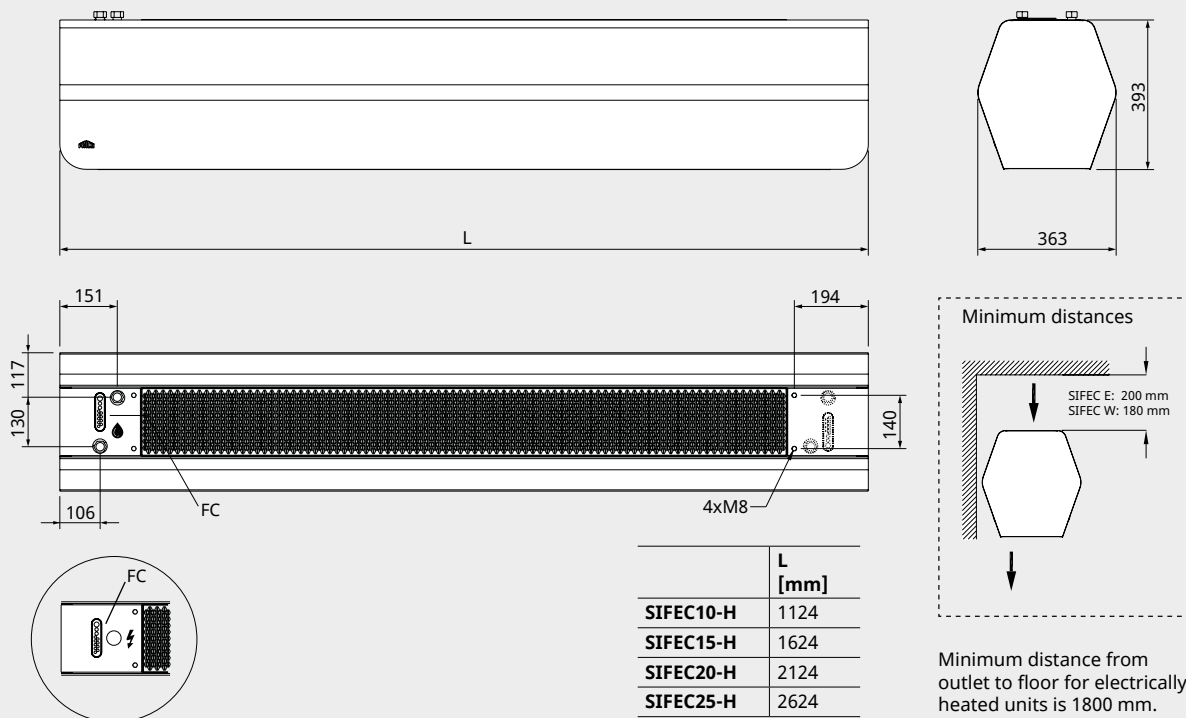 393
L
363
151
194
117
130
140
106
FC
4xM8
Minimum distances
SIFEC E: 200 mm
SIFEC W: 180 mm
FC
L
[mm]
SIFEC10-H 1124
SIFEC15-H 1624
SIFEC20-H 2124
SIFEC25-H 2624
Minimum distance from
outlet to floor for electrically
heated units is 1800 mm.